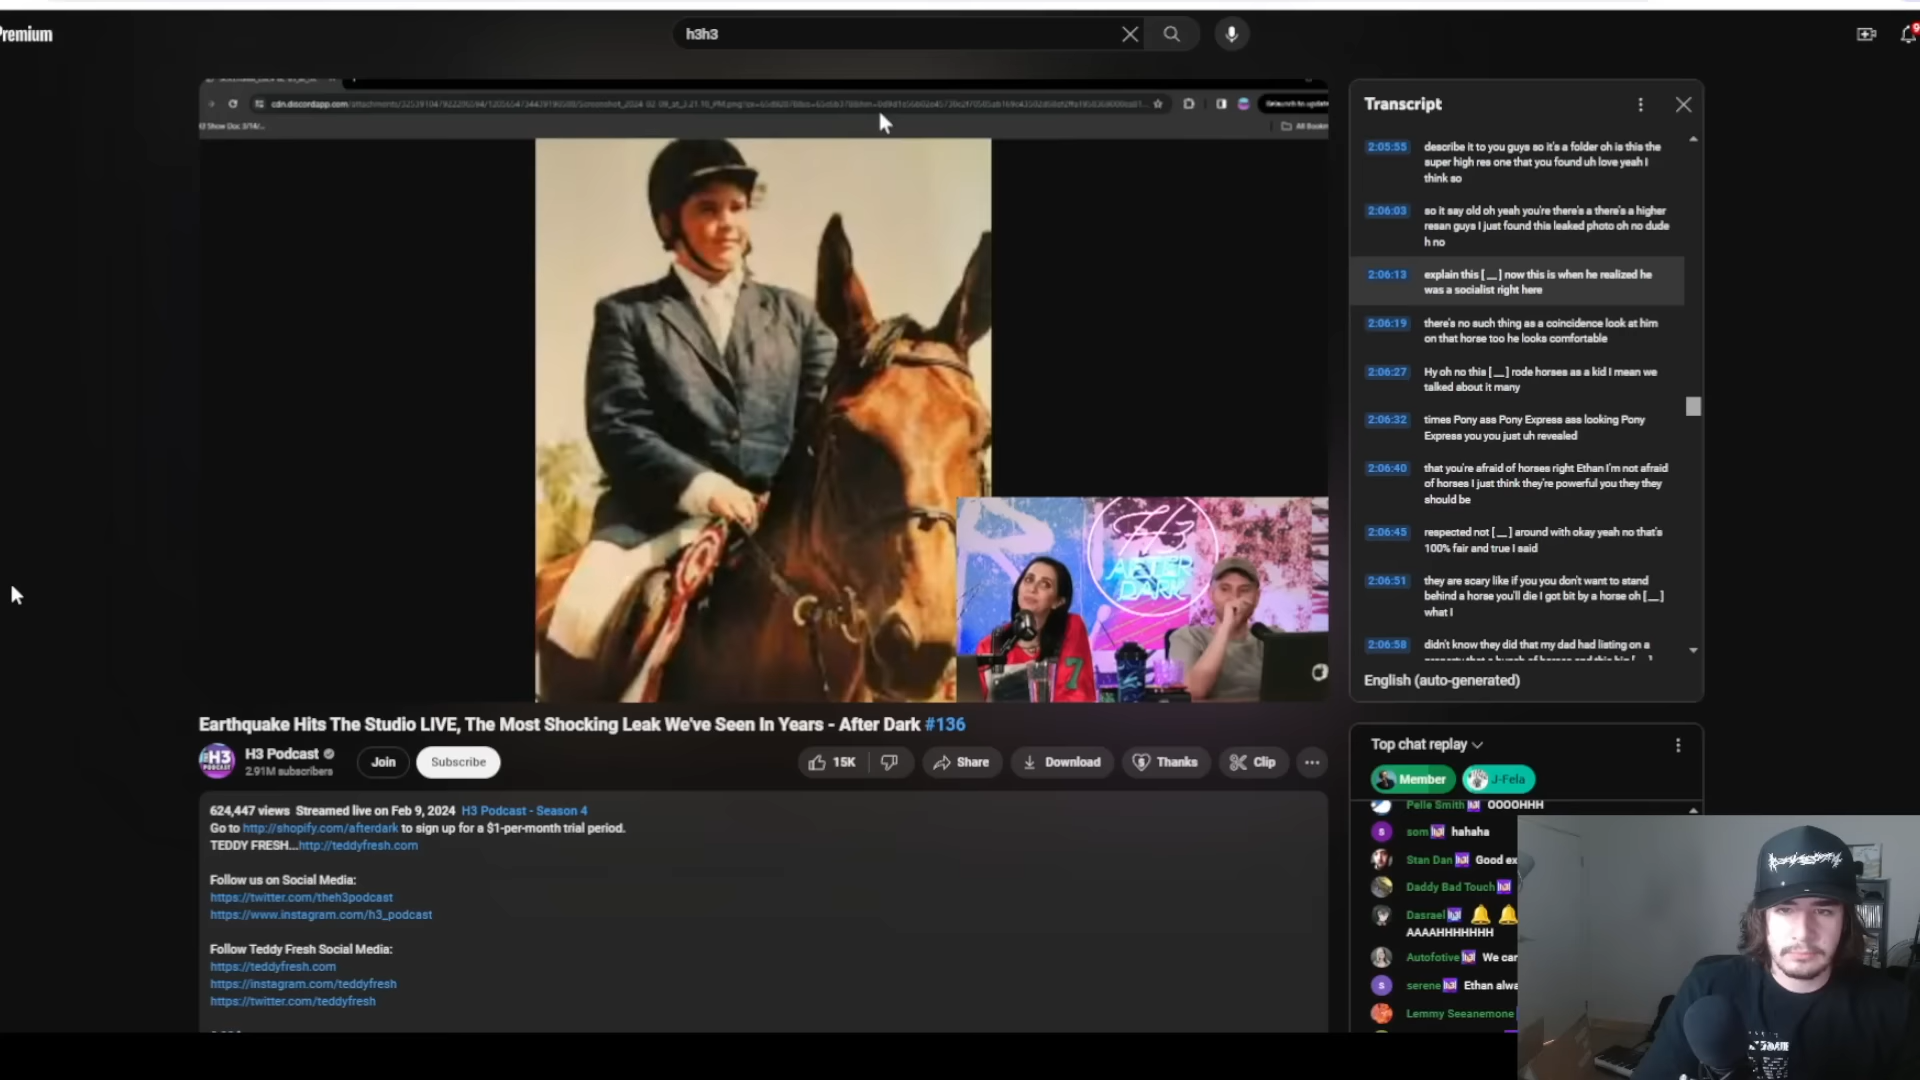 Premium
h3h3
9
cdn.discordapp.com
Relaunch to update
All Bookm
AFTER
DARK
7
Earthquake Hits The Studio LIVE, The Most Shocking Leak We've Seen In Years - After Dark #136
H3 Podcast
2.91M subscribers
Join
Subscribe
15K
Share
Download
Thanks
Clip
624,447 views Streamed live on Feb 9, 2024 H3 Podcast - Season 4
Go to http://shopify.com/afterdark to sign up for a $1-per-month trial period.
TEDDY FRESH...http://teddyfresh.com
Follow us on Social Media:
https://twitter.com/theh3podcast
https://www.instagram.com/h3_podcast
Follow Teddy Fresh Social Media:
https://teddyfresh.com
https://instagram.com/teddyfresh
https://twitter.com/teddyfresh
Transcript
2:05:55 describe it to you guys so it's a folder oh is this the
super high res one that you found uh love yeah I
think so
2:06:03 so it say old oh yeah you're there's a there's a higher
resan guys I just found this leaked photo oh no dude
h no
2:06:13 explain this [ __ ] now this is when he realized he
was a socialist right here
2:06:19 there's no such thing as a coincidence look at him
on that horse too he looks comfortable
2:06:27 Hy oh no this [ __ ] rode horses as a kid I mean we
talked about it many
2:06:32 times Pony ass Pony Express ass looking Pony
Express you you just uh revealed
2:06:40 that you're afraid of horses right Ethan I'm not afraid
of horses I just think they're powerful you they they
should be
2:06:45 respected not [ __ ] around with okay yeah no that's
100% fair and true I said
2:06:51 they are scary like if you you don't want to stand
behind a horse you'll die I got bit by a horse oh [ __ ]
what I
2:06:58 didn't know they did that my dad had listing on a
English (auto-generated)
Top chat replay
Member
J-Fela
Pelle Smith OOOOHHH
som hahaha
Stan Dan Good ex
Daddy Bad Touch
Dasrael
AAAAHHHHHHH
Autofotive We car
serene Ethan alwa
Lemmy Seeanemone